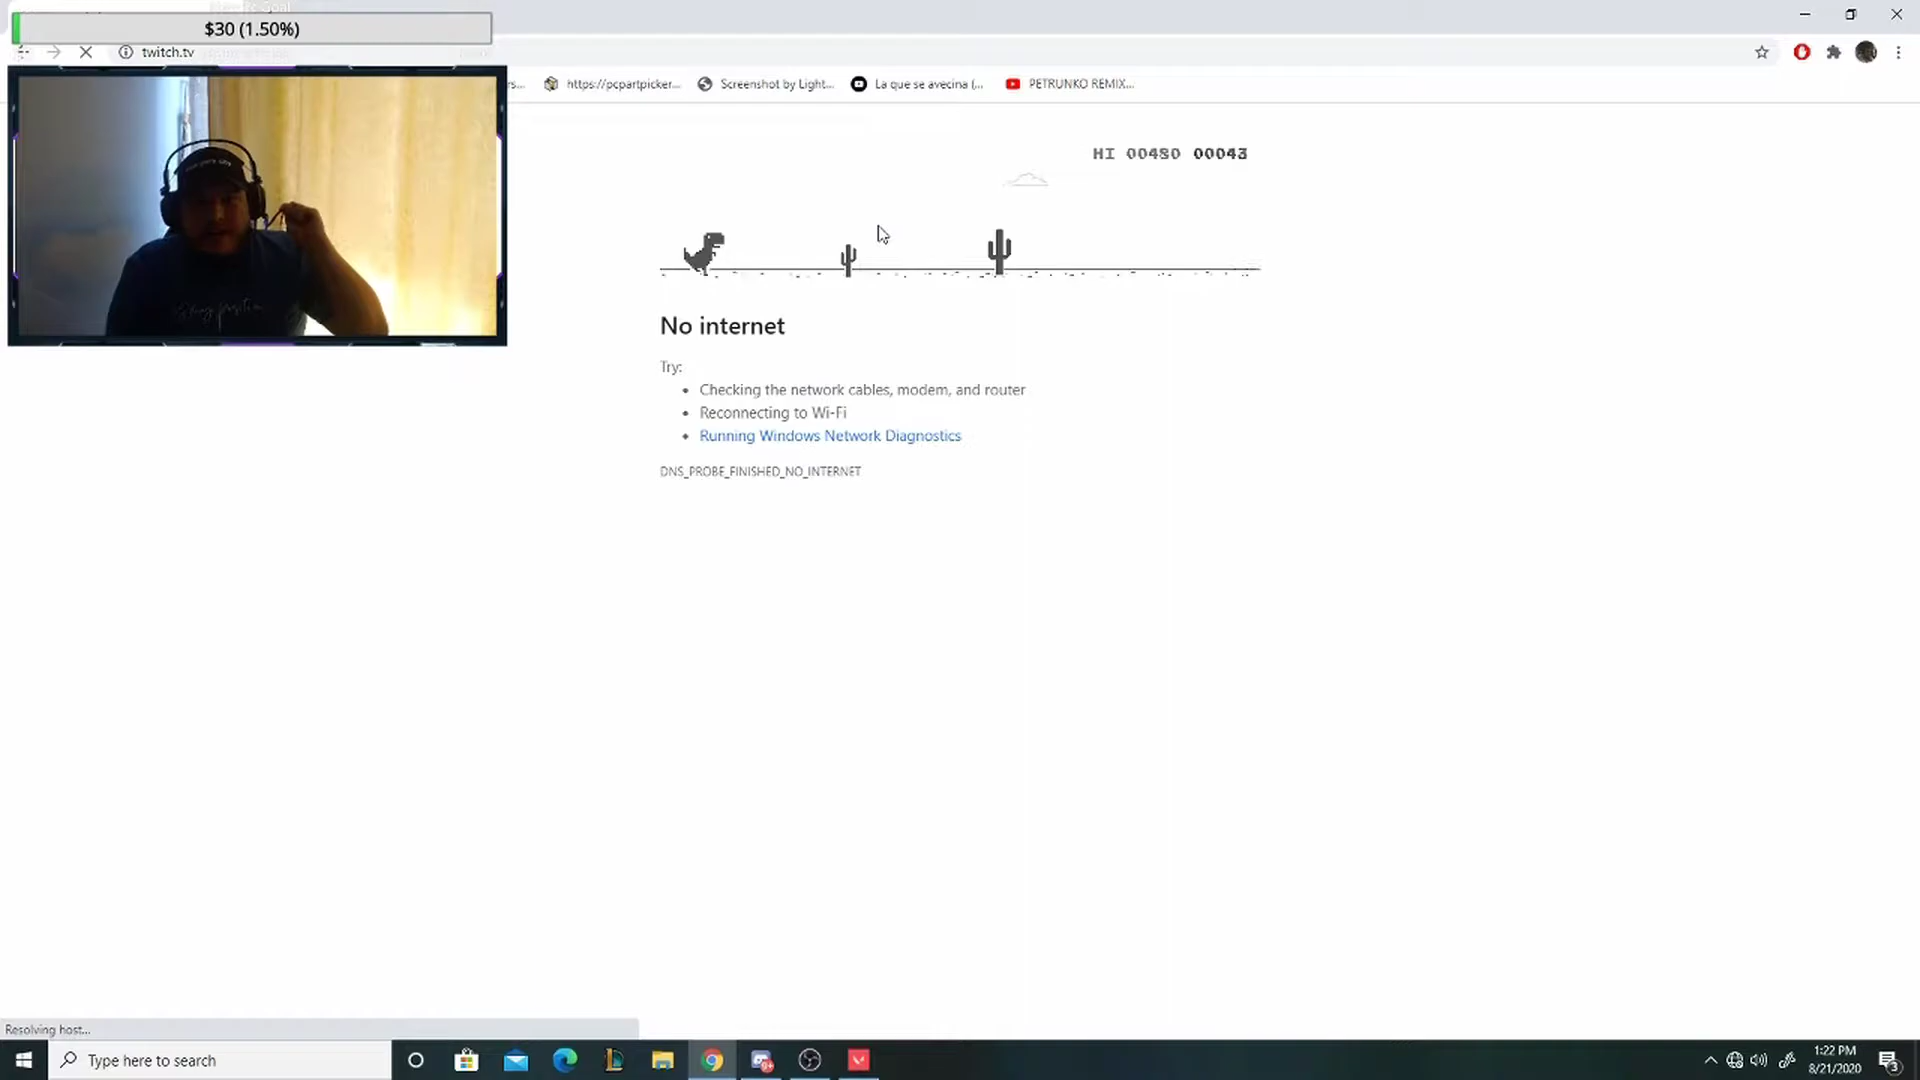 $30 (1.50%)
twitch.tv
rs... https://pcpartpicker... Screenshot by Light... La que se avecina (... PETRUNKO REMIX...
HI 00480 00043
No internet
Try:
Checking the network cables, modem, and router
Reconnecting to Wi-Fi
Running Windows Network Diagnostics
DNS_PROBE_FINISHED_NO_INTERNET
Resolving host...
Type here to search
1:22 PM
8/21/2020
3